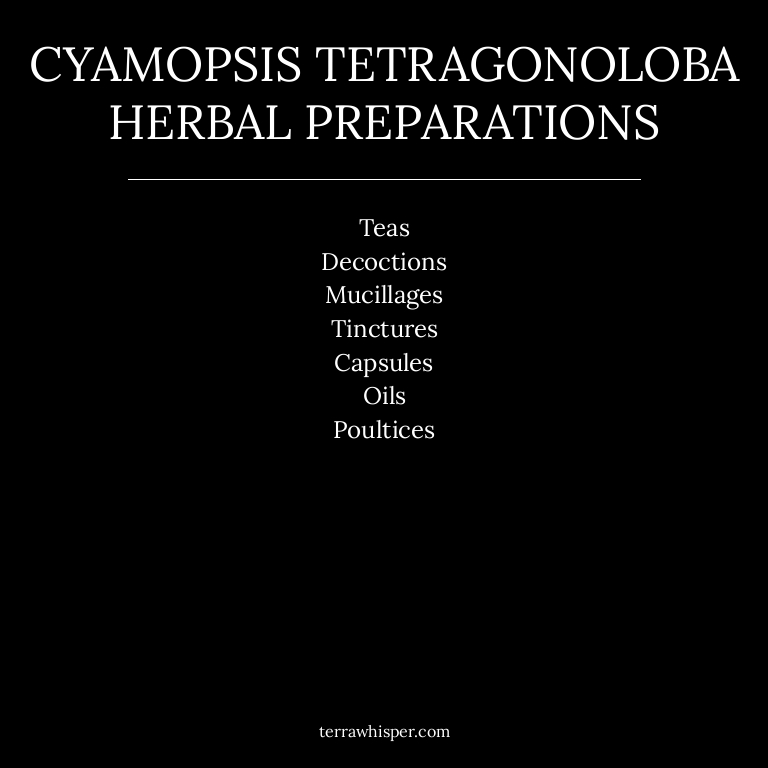 CYAMOPSIS TETRAGONOLOBA
HERBAL PREPARATIONS
Teas
Decoctions
Mucillages
Tinctures
Capsules
Oils
Poultices
terrawhisper.com